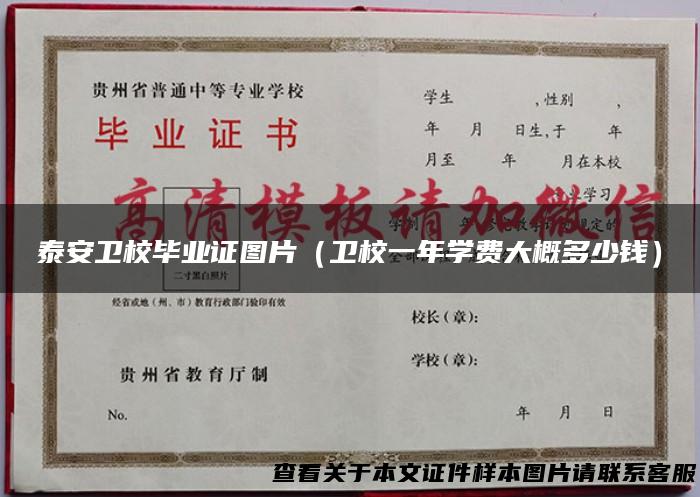 贵州省普通中等专业学校
毕业证书
二寸黑白照片
经省或地（州、市）教育行政部门验印有效
贵州省教育厅制
No.
学生 ，性别 ，
年 月 日生，于 年
月至 年 月在本校
专业学习
校长（章）：
学校（章）：
年 月 日
高清模板请加微信
泰安卫校毕业证图片（卫校一年学费大概多少钱）
查看关于本文证件样本图片请联系客服